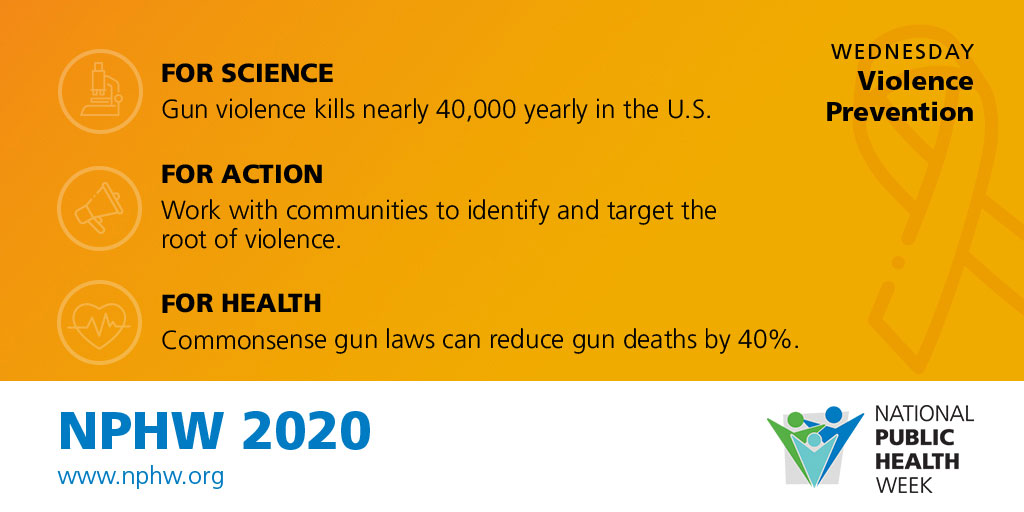 WEDNESDAY
Violence
Prevention
FOR SCIENCE
Gun violence kills nearly 40,000 yearly in the U.S.
FOR ACTION
Work with communities to identify and target the
root of violence.
FOR HEALTH
Commonsense gun laws can reduce gun deaths by 40%.
NPHW 2020
www.nphw.org
NATIONAL
PUBLIC
HEALTH
WEEK